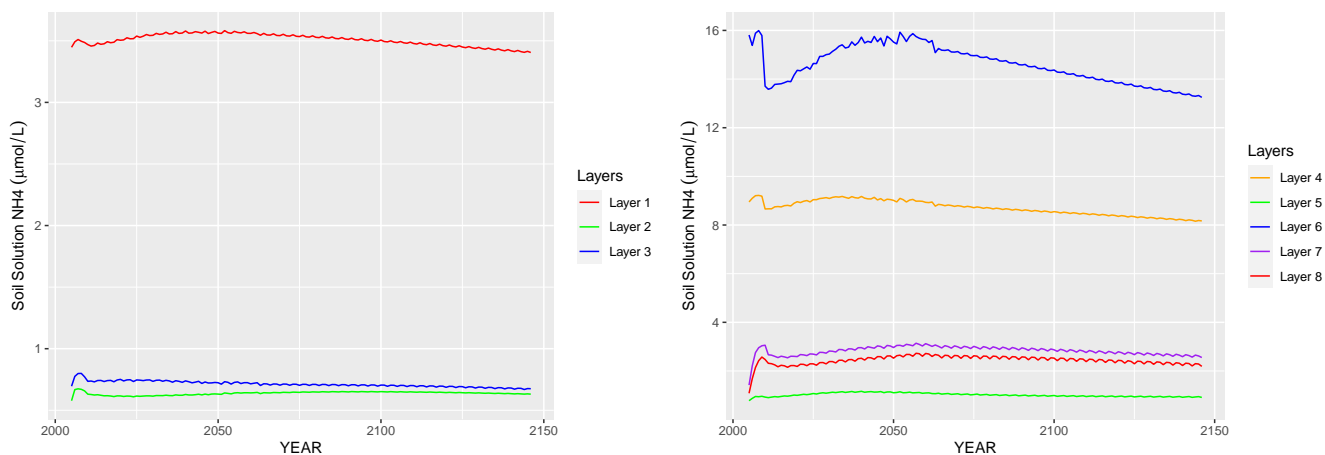 Soil Solution NH4 (μmol/L)
3
2
1
2000
2050
2100
2150
YEAR
Layers
Layer 1
Layer 2
Layer 3
Soil Solution NH4 (μmol/L)
16
12
8
4
2000
2050
2100
2150
YEAR
Layers
Layer 4
Layer 5
Layer 6
Layer 7
Layer 8